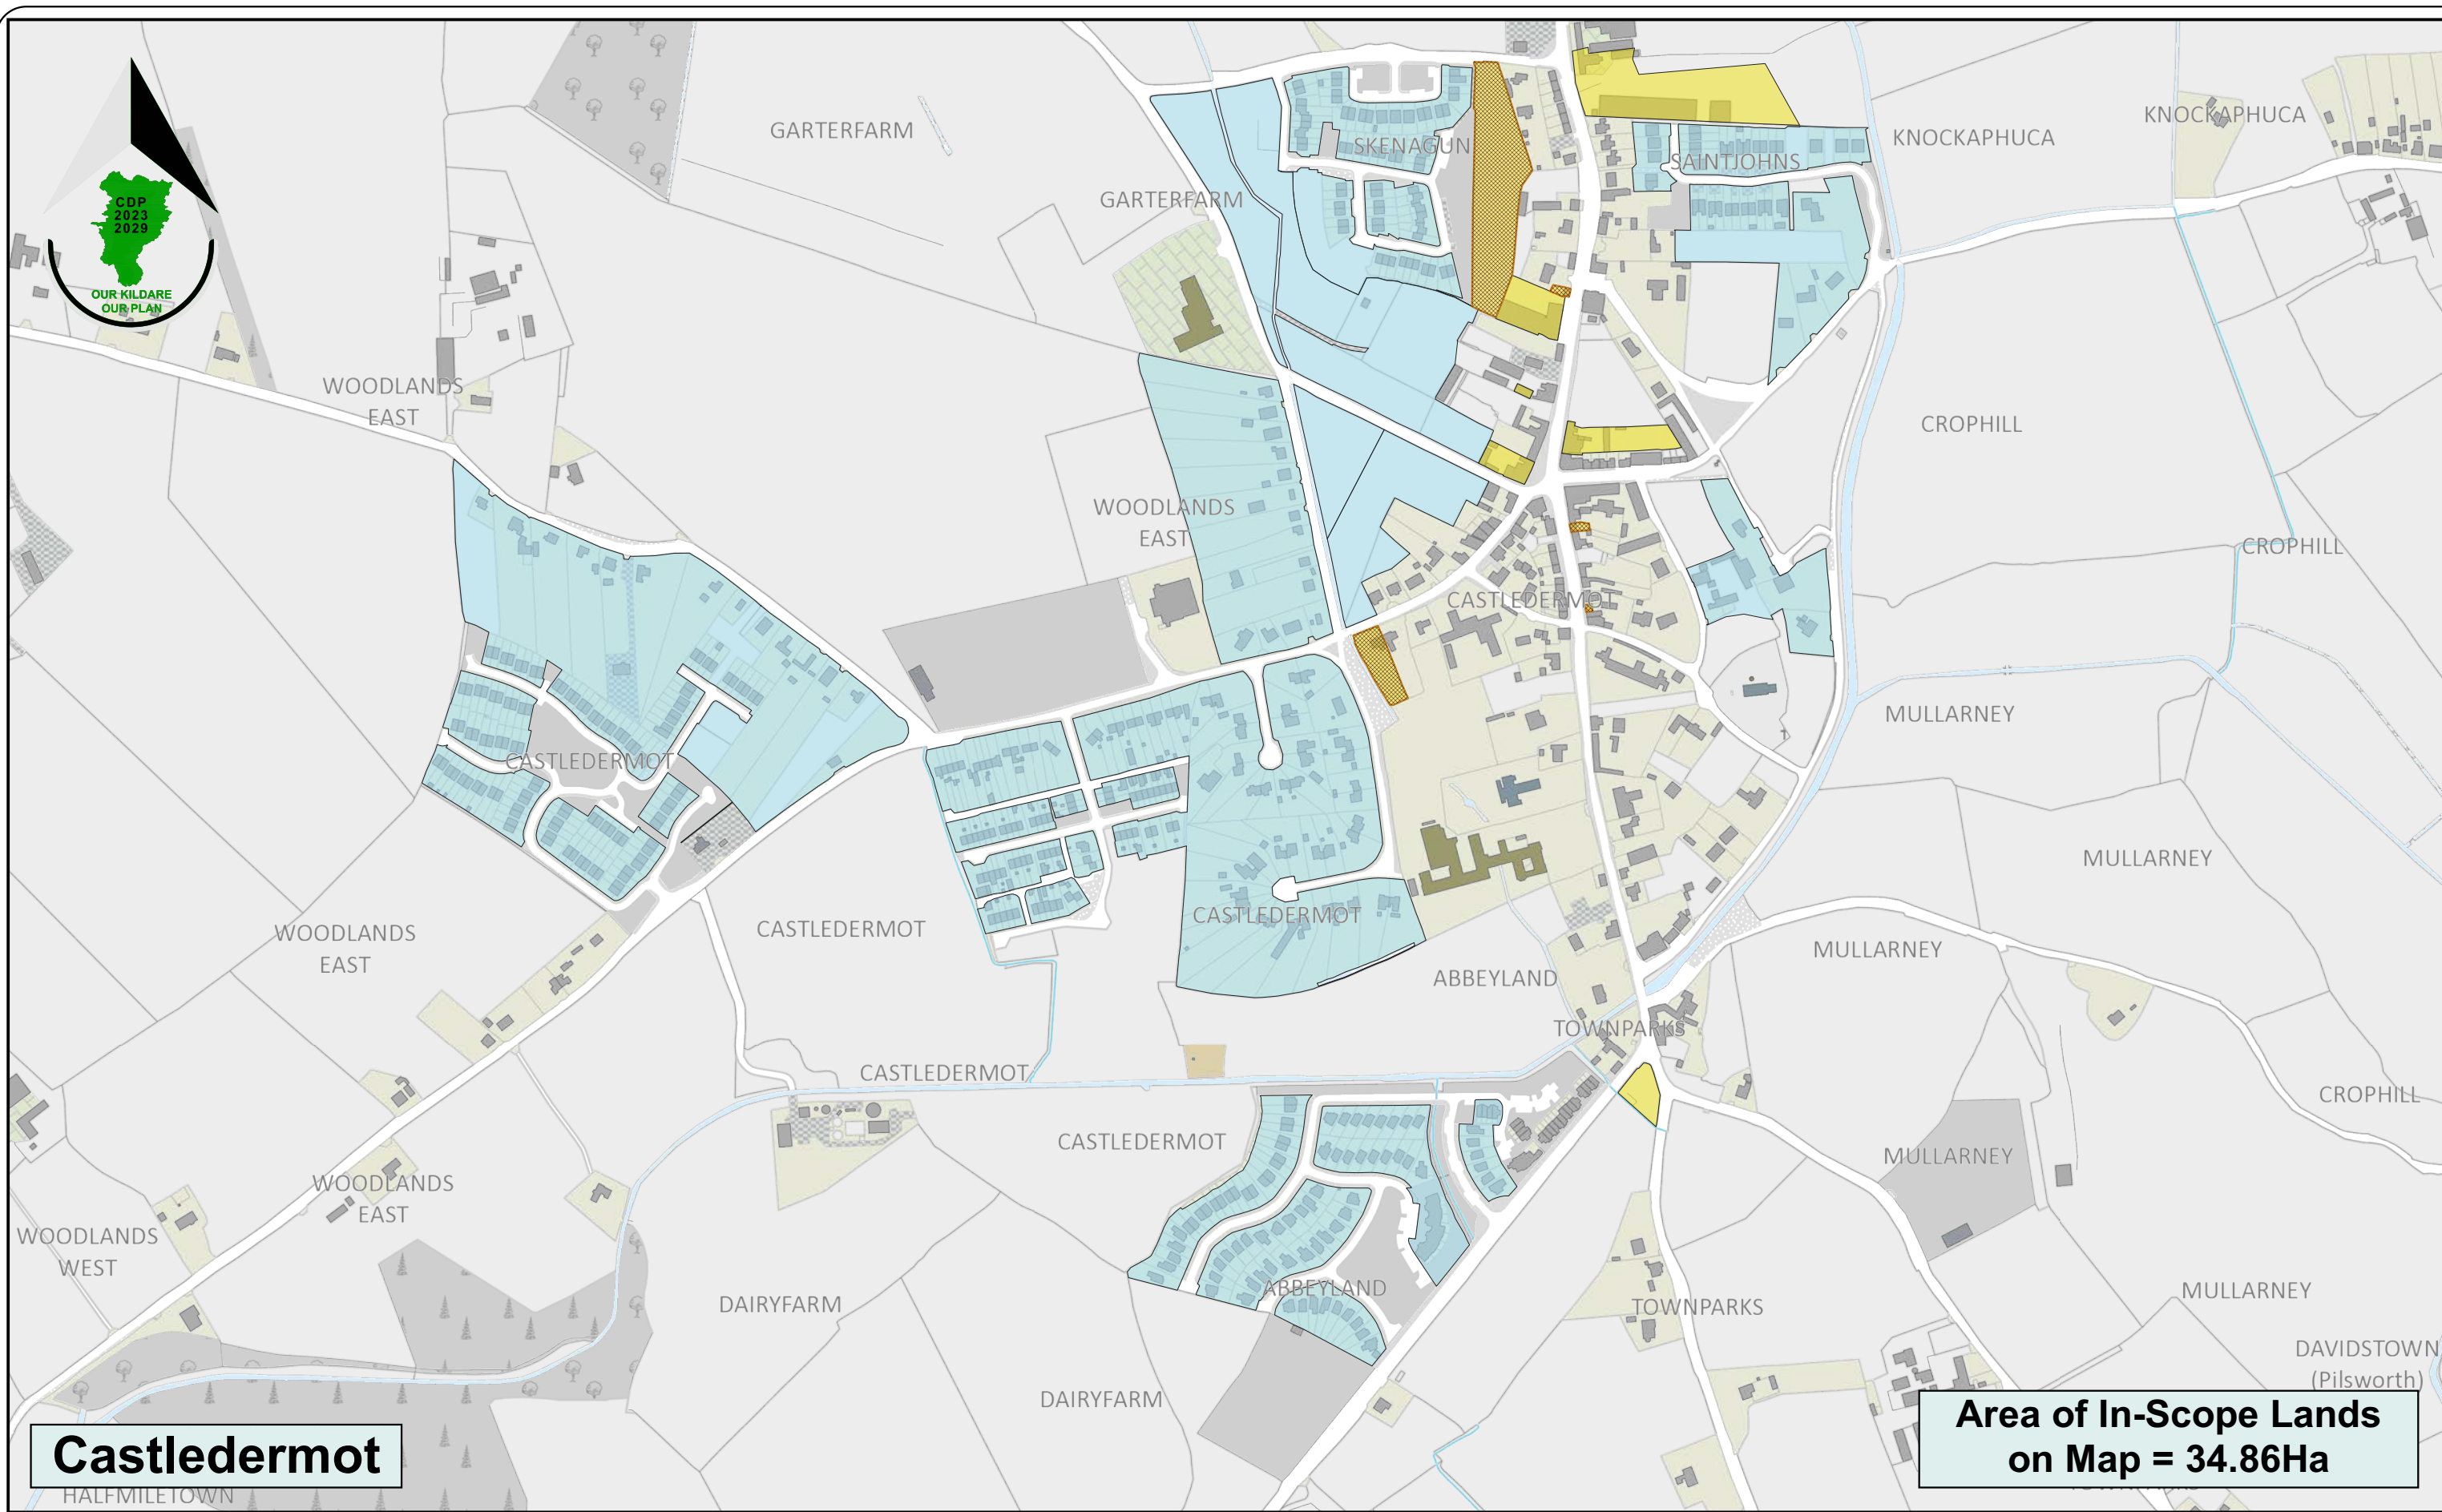 CDP
2023
2029
OUR KILDARE
OUR PLAN
GARTERFARM
SKENAGUN
SAINTJOHNS
KNOCKAPHUCA
KNOCKAPHUCA
GARTERFARM
WOODLANDS
EAST
CROPHILL
WOODLANDS
EAST
CROPHILL
CASTLEDERMOT
MULLARNEY
CASTLEDERMOT
MULLARNEY
CASTLEDERMOT
CASTLEDERMOT
WOODLANDS
EAST
MULLARNEY
ABBEYLAND
TOWNPARKS
CASTLEDERMOT
CROPHILL
CASTLEDERMOT
MULLARNEY
WOODLANDS
EAST
WOODLANDS
WEST
ABBEYLAND
MULLARNEY
DAIRYFARM
TOWNPARKS
DAVIDSTOWN
(Pilsworth)
DAIRYFARM
Castledermot
HALFMILETOWN
Area of In-Scope Lands
on Map = 34.86Ha